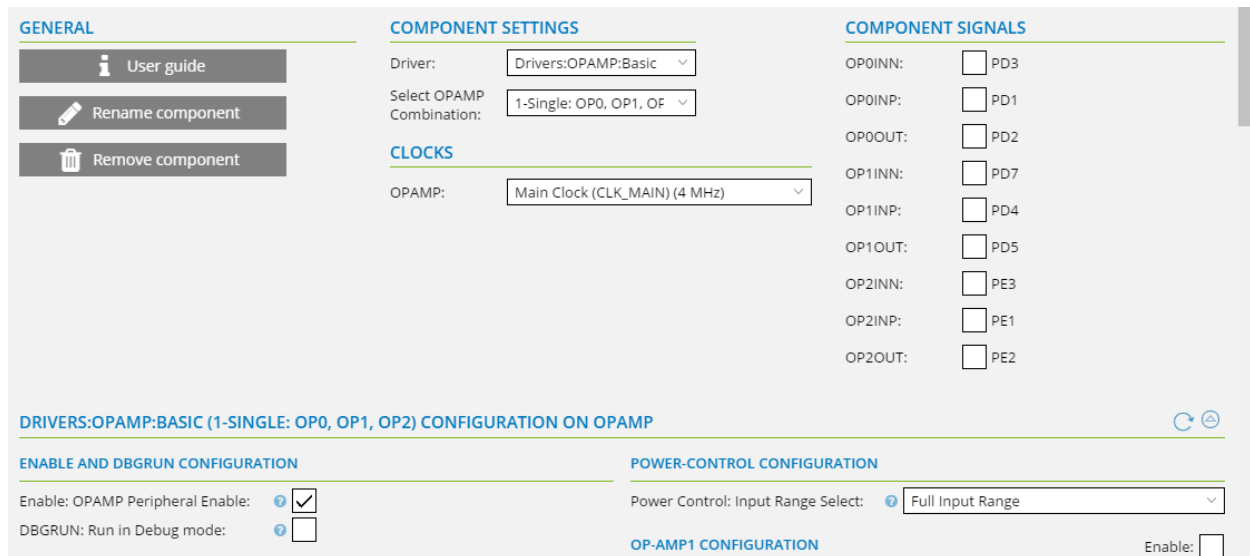 GENERAL
User guide
Rename component
Remove component
COMPONENT SETTINGS
Driver: Drivers:OPAMP:Basic
Select OPAMP
Combination: 1-Single: OP0, OP1, OF
CLOCKS
OPAMP: Main Clock (CLK_MAIN) (4 MHz)
COMPONENT SIGNALS
OP0INN: PD3
OP0INP: PD1
OP0OUT: PD2
OP1INN: PD7
OP1INP: PD4
OP1OUT: PD5
OP2INN: PE3
OP2INP: PE1
OP2OUT: PE2
DRIVERS:OPAMP:BASIC (1-SINGLE: OP0, OP1, OP2) CONFIGURATION ON OPAMP
ENABLE AND DBGRUN CONFIGURATION
Enable: OPAMP Peripheral Enable:
DBGRUN: Run in Debug mode:
POWER-CONTROL CONFIGURATION
Power Control: Input Range Select: Full Input Range
OP-AMP1 CONFIGURATION Enable: